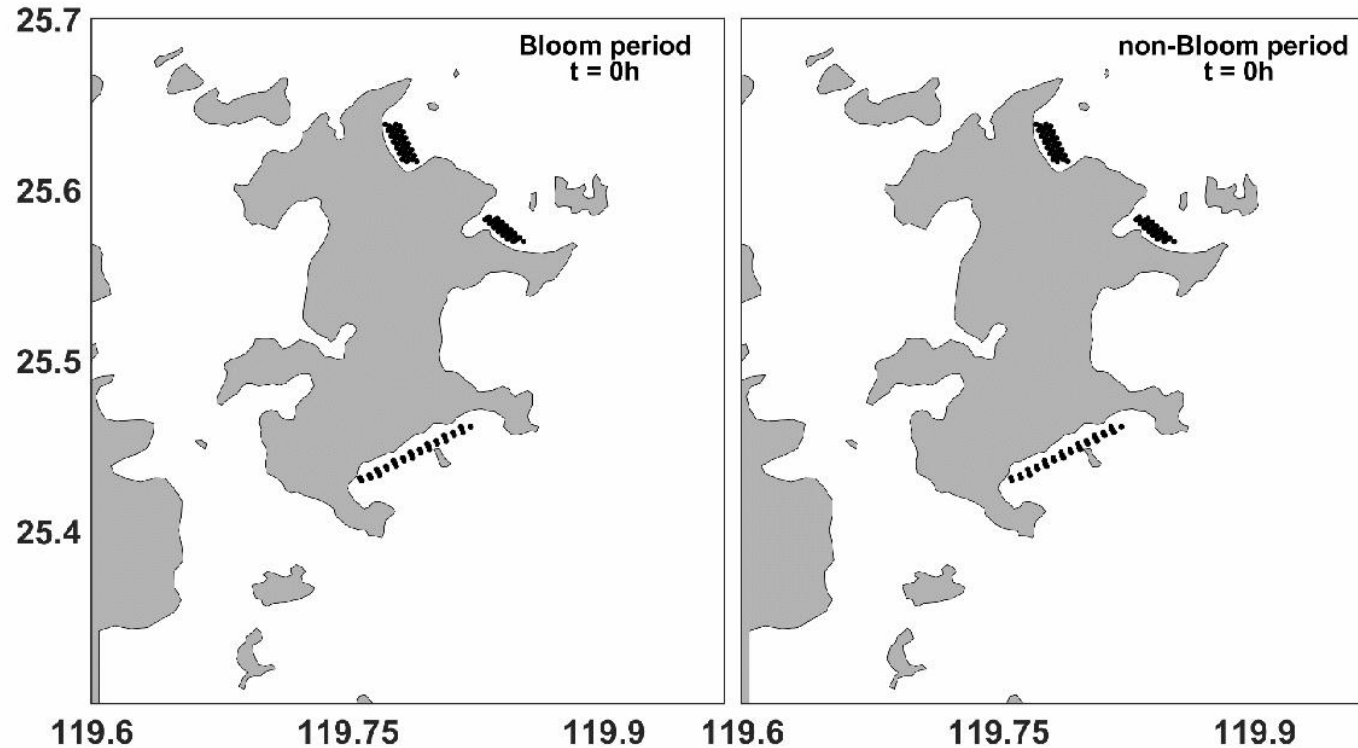 25.7
Bloom period
t = 0h
non-Bloom period
t = 0h
25.6
25.5
25.4
119.6 119.75 119.9 119.6 119.75 119.9